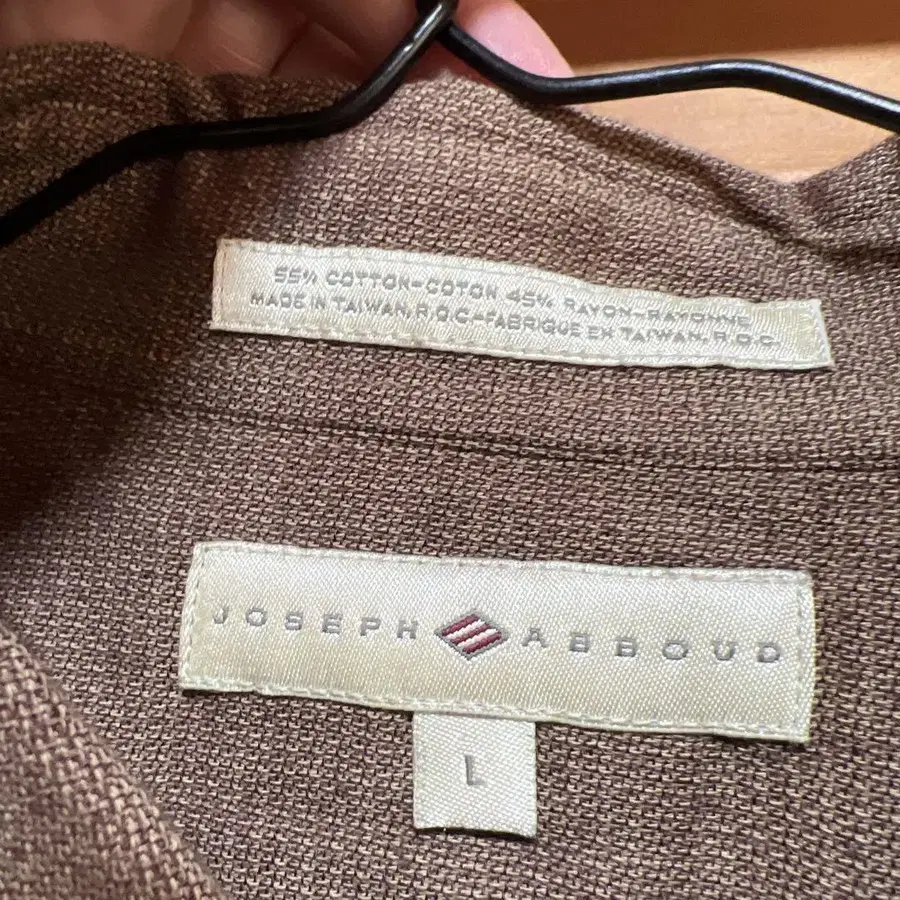 55% COTTON-COTON 45% RAYON-RAYONNE
MADE IN TAIWAN, R.O.C.-FABRIQUE EN TAIWAN, R.O.C.
JOSEPH ABBOUD
L